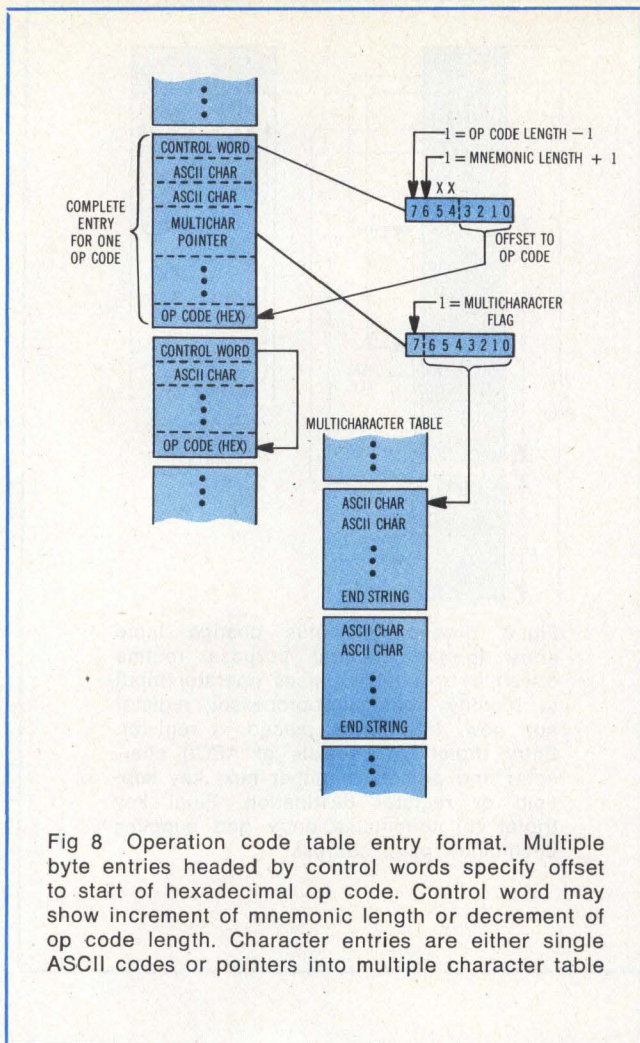 1 = OP CODE LENGTH − 1
1 = MNEMONIC LENGTH + 1
X X
7 6 5 4 3 2 1 0
OFFSET TO
OP CODE
COMPLETE
ENTRY
FOR ONE
OP CODE
CONTROL WORD
ASCII CHAR
ASCII CHAR
MULTICHAR
POINTER
OP CODE (HEX)
1 = MULTICHARACTER
FLAG
7 6 5 4 3 2 1 0
CONTROL WORD
ASCII CHAR
OP CODE (HEX)
MULTICHARACTER TABLE
ASCII CHAR
ASCII CHAR
END STRING
ASCII CHAR
ASCII CHAR
END STRING
Fig 8 Operation code table entry format. Multiple
byte entries headed by control words specify offset
to start of hexadecimal op code. Control word may
show increment of mnemonic length or decrement of
op code length. Character entries are either single
ASCII codes or pointers into multiple character table